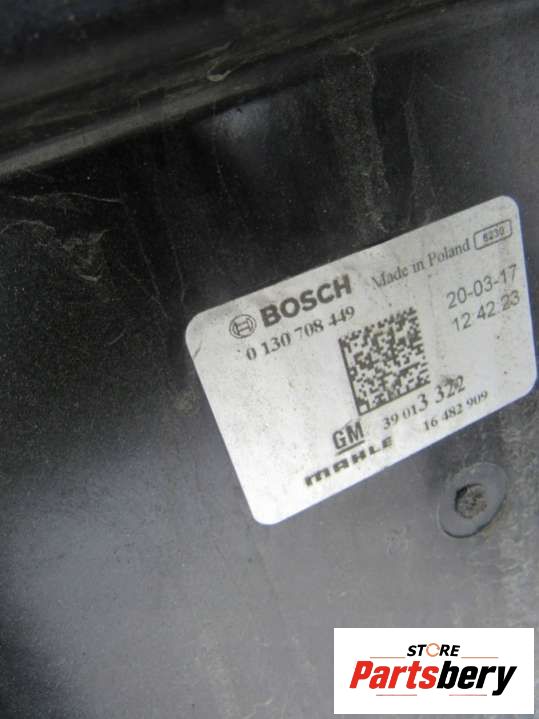 BOSCH
Made in Poland 6230
0 130 708 449
20-03-17
12 42 23
GM 39 013 322
MAHLE 16 482 909
STORE
Partsbery